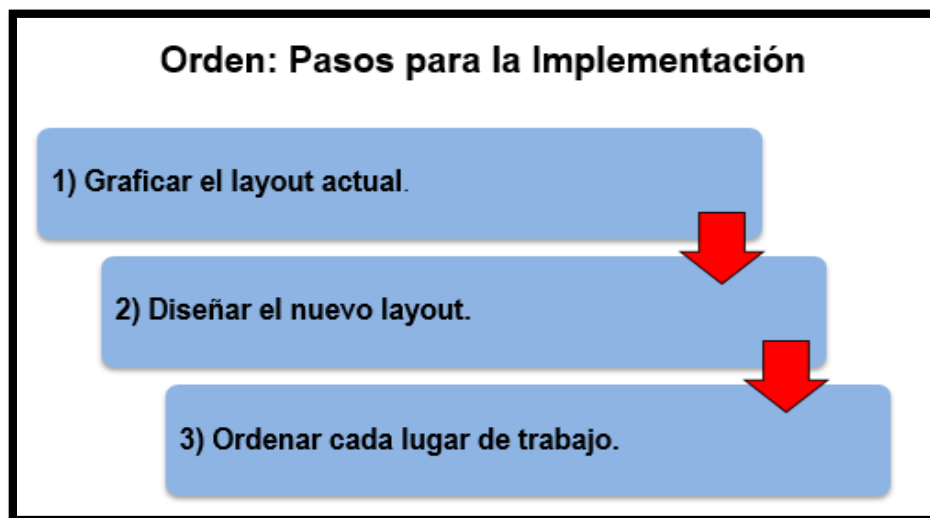 Orden: Pasos para la Implementación
1) Graficar el layout actual.
2) Diseñar el nuevo layout.
3) Ordenar cada lugar de trabajo.